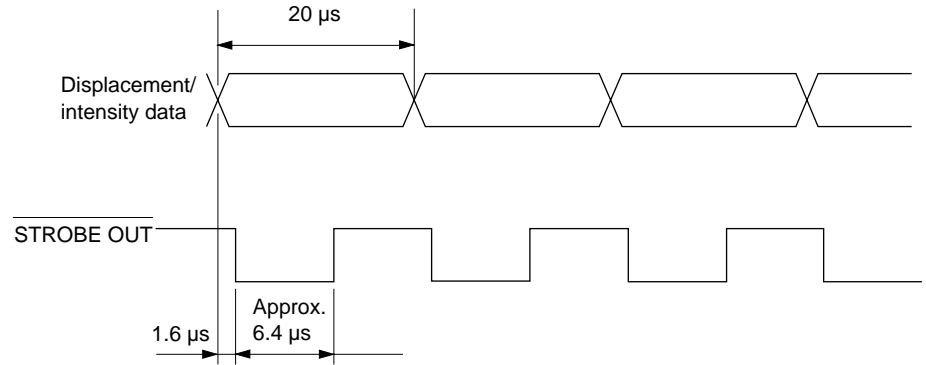 20 µs
Displacement/
intensity data
STROBE OUT
Approx.
1.6 µs
6.4 µs